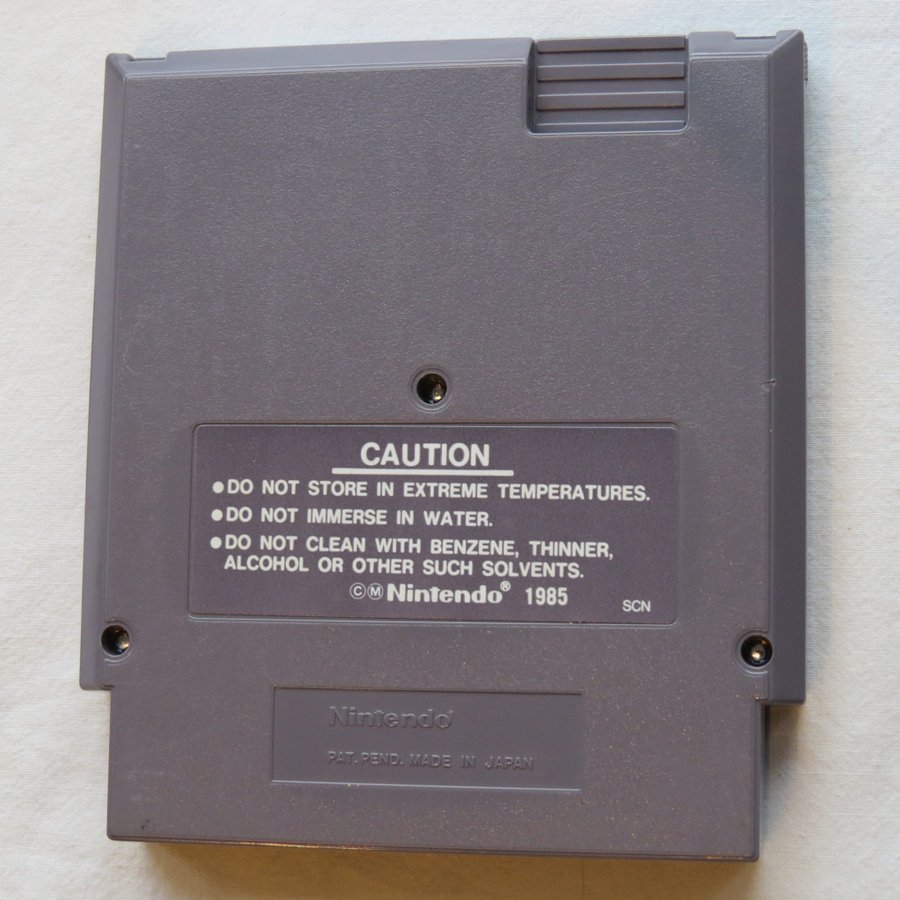 CAUTION
●DO NOT STORE IN EXTREME TEMPERATURES.
●DO NOT IMMERSE IN WATER.
●DO NOT CLEAN WITH BENZENE, THINNER,
ALCOHOL OR OTHER SUCH SOLVENTS.
ⒸⓂNintendo® 1985
SCN
Nintendo®
PAT. PEND. MADE IN JAPAN